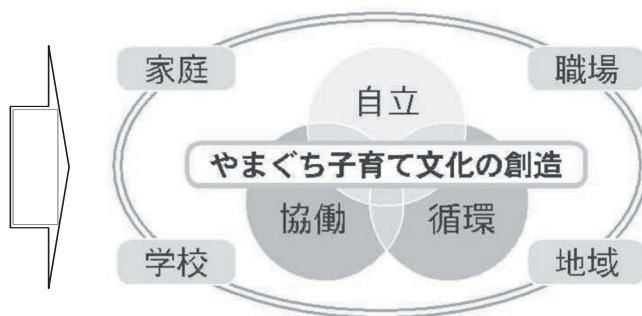 家庭
職場
自立
やまぐち子育て文化の創造
協働
循環
学校
地域